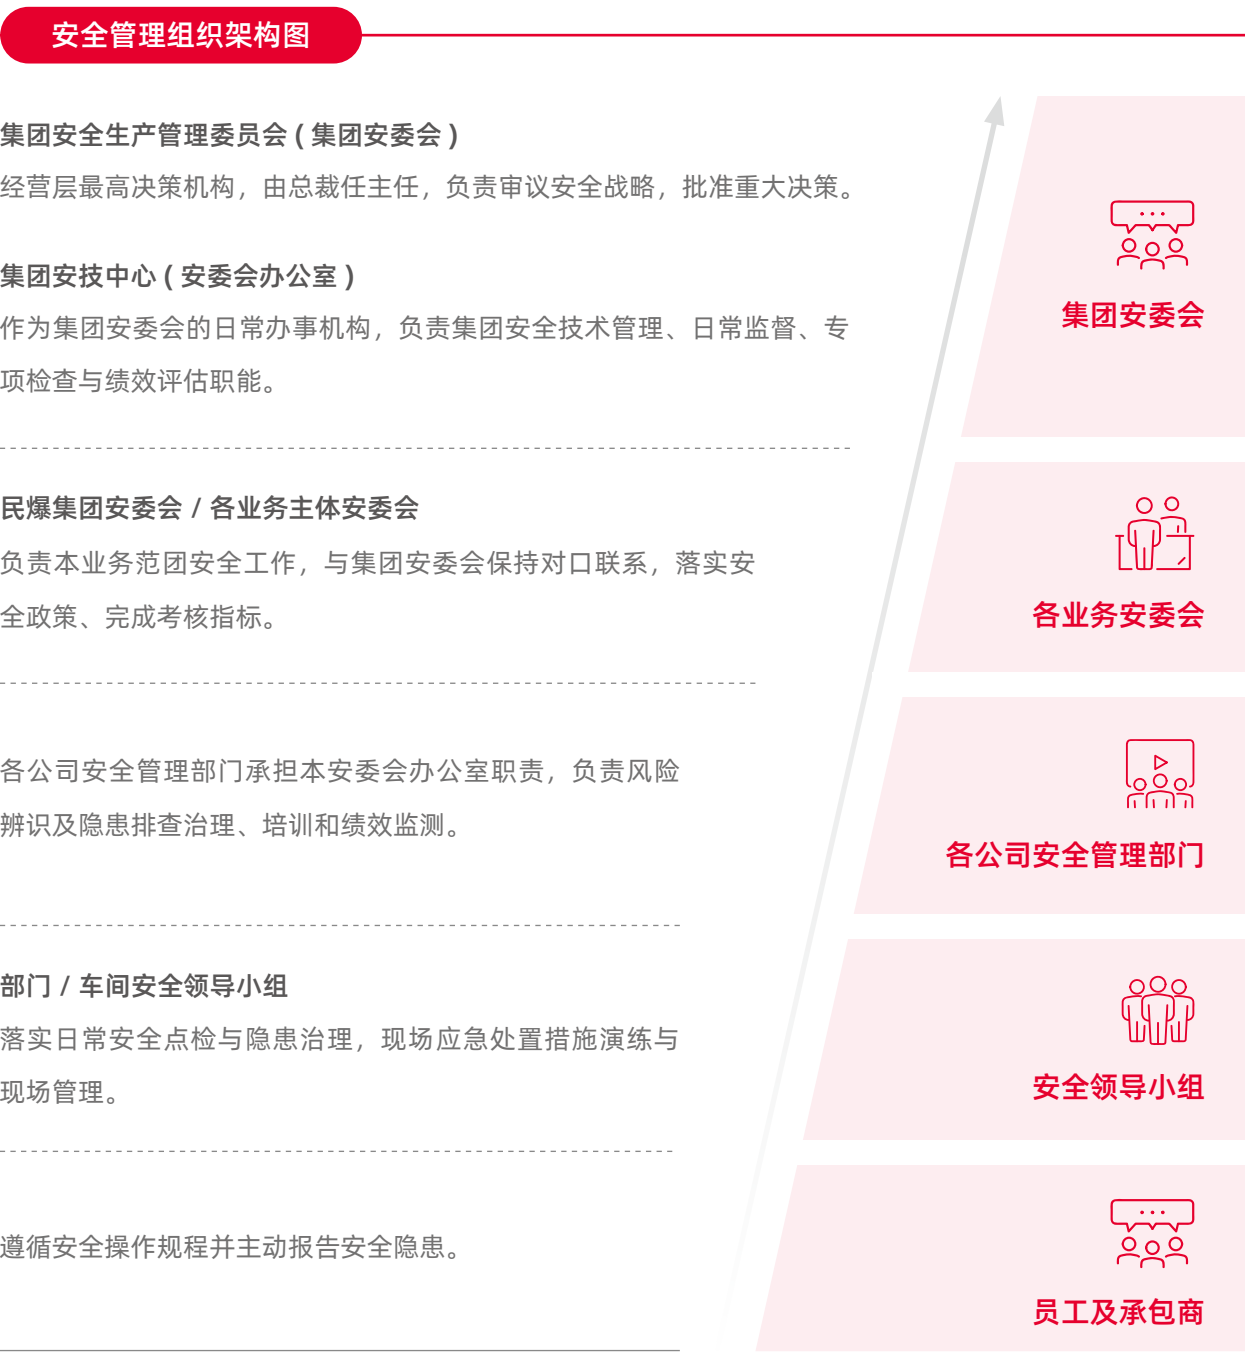 安全管理组织架构图
集团安全生产管理委员会 ( 集团安委会 )
经营层最高决策机构，由总裁任主任，负责审议安全战略，批准重大决策。
集团安技中心 ( 安委会办公室 )
作为集团安委会的日常办事机构，负责集团安全技术管理、日常监督、专
项检查与绩效评估职能。
集团安委会
民爆集团安委会 / 各业务主体安委会
负责本业务范团安全工作，与集团安委会保持对口联系，落实安
全政策、完成考核指标。
各业务安委会
各公司安全管理部门承担本安委会办公室职责，负责风险
辨识及隐患排查治理、培训和绩效监测。
各公司安全管理部门
部门 / 车间安全领导小组
落实日常安全点检与隐患治理，现场应急处置措施演练与
现场管理。
安全领导小组
遵循安全操作规程并主动报告安全隐患。
员工及承包商